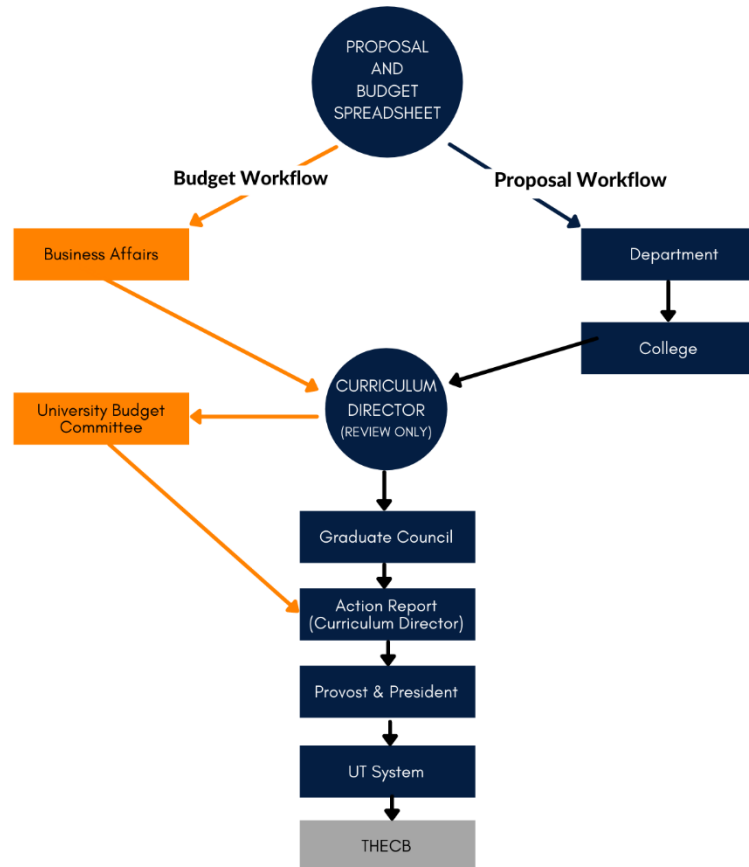 PROPOSAL
AND
BUDGET
SPREADSHEET
Budget Workflow
Proposal Workflow
Business Affairs
Department
College
CURRICULUM
DIRECTOR
(REVIEW ONLY)
University Budget
Committee
Graduate Council
Action Report
(Curriculum Director)
Provost & President
UT System
THECB